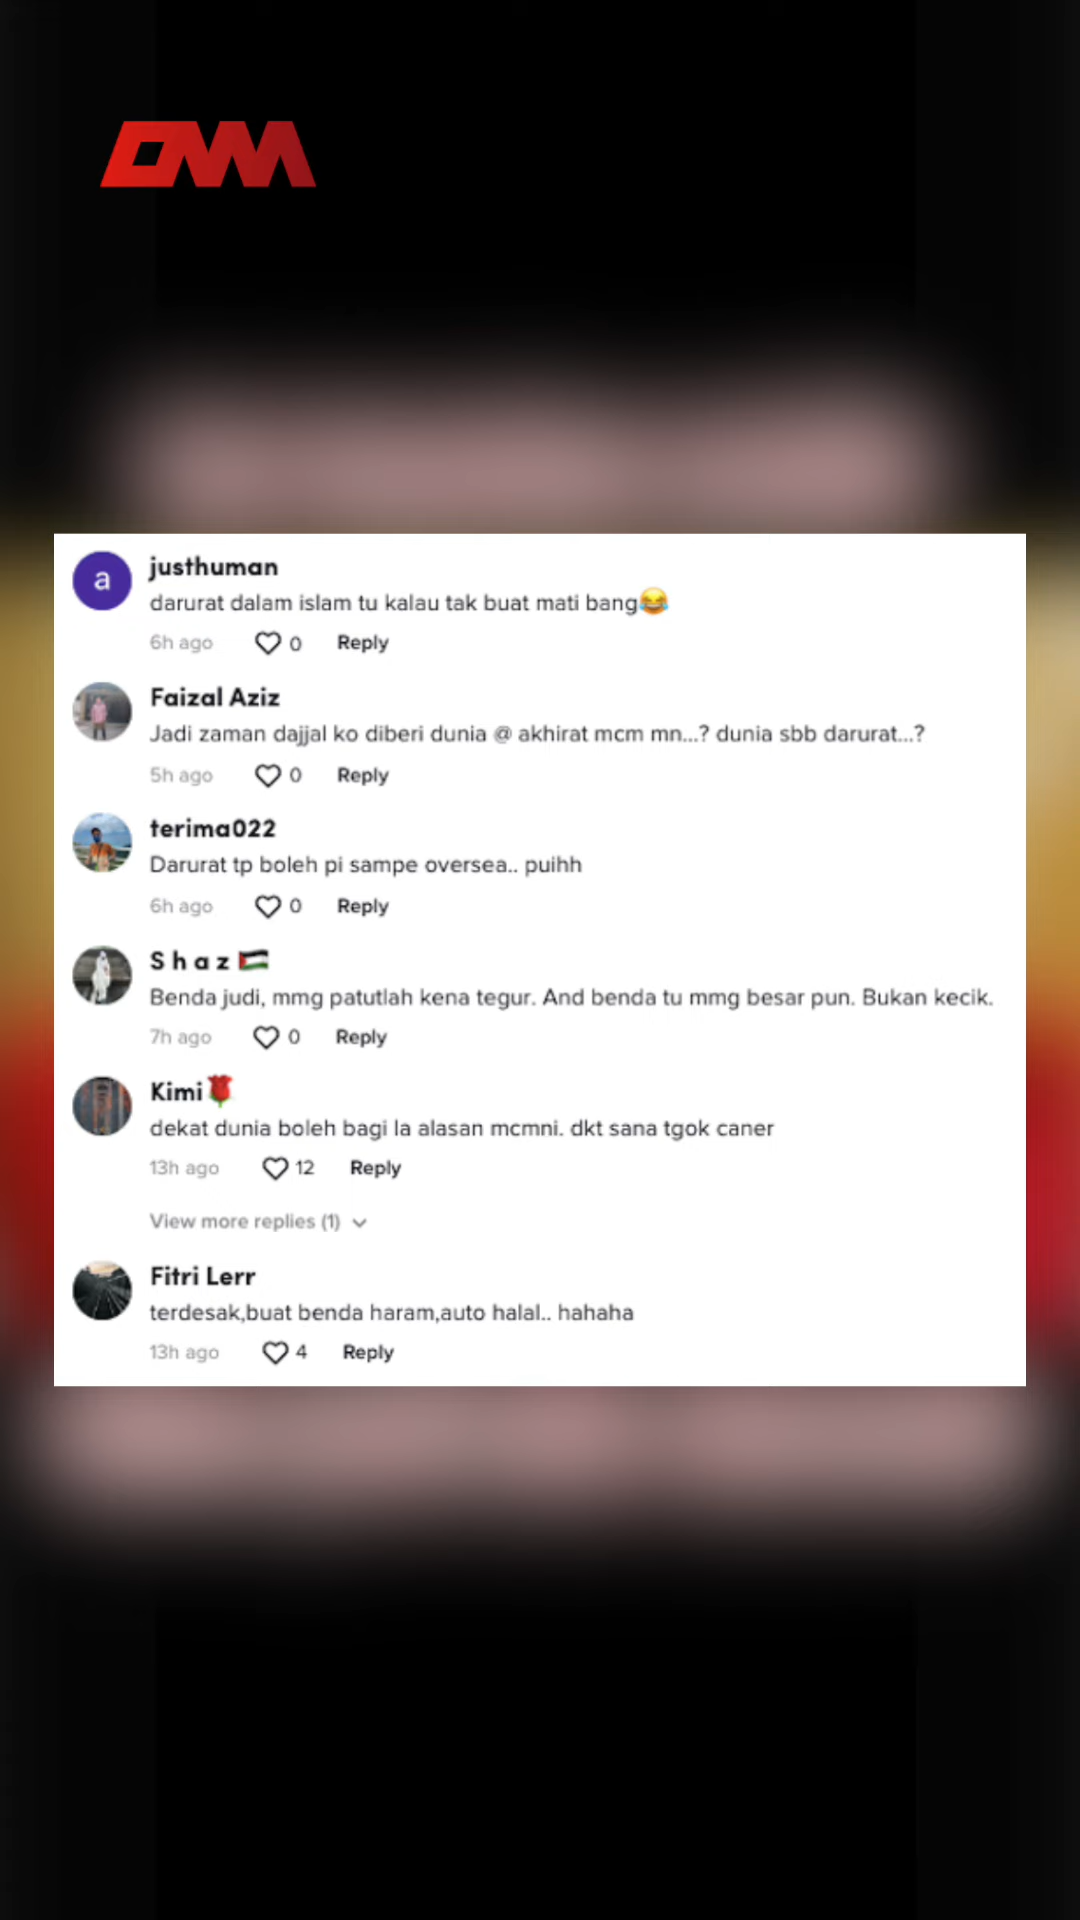 DM
justhuman
darurat dalam islam tu kalau tak buat mati bang😂
6h ago 0 Reply
Faizal Aziz
Jadi zaman dajjal ko diberi dunia @ akhirat mcm mn...? dunia sbb darurat...?
5h ago 0 Reply
terima022
Darurat tp boleh pi sampe oversea.. puihh
6h ago 0 Reply
S h a z 🇵🇸
Benda judi, mmg patutlah kena tegur. And benda tu mmg besar pun. Bukan kecik.
7h ago 0 Reply
Kimi🌹
dekat dunia boleh bagi la alasan mcmni. dkt sana tgok caner
13h ago 12 Reply
View more replies (1)
Fitri Lerr
terdesak,buat benda haram,auto halal.. hahaha
13h ago 4 Reply
a